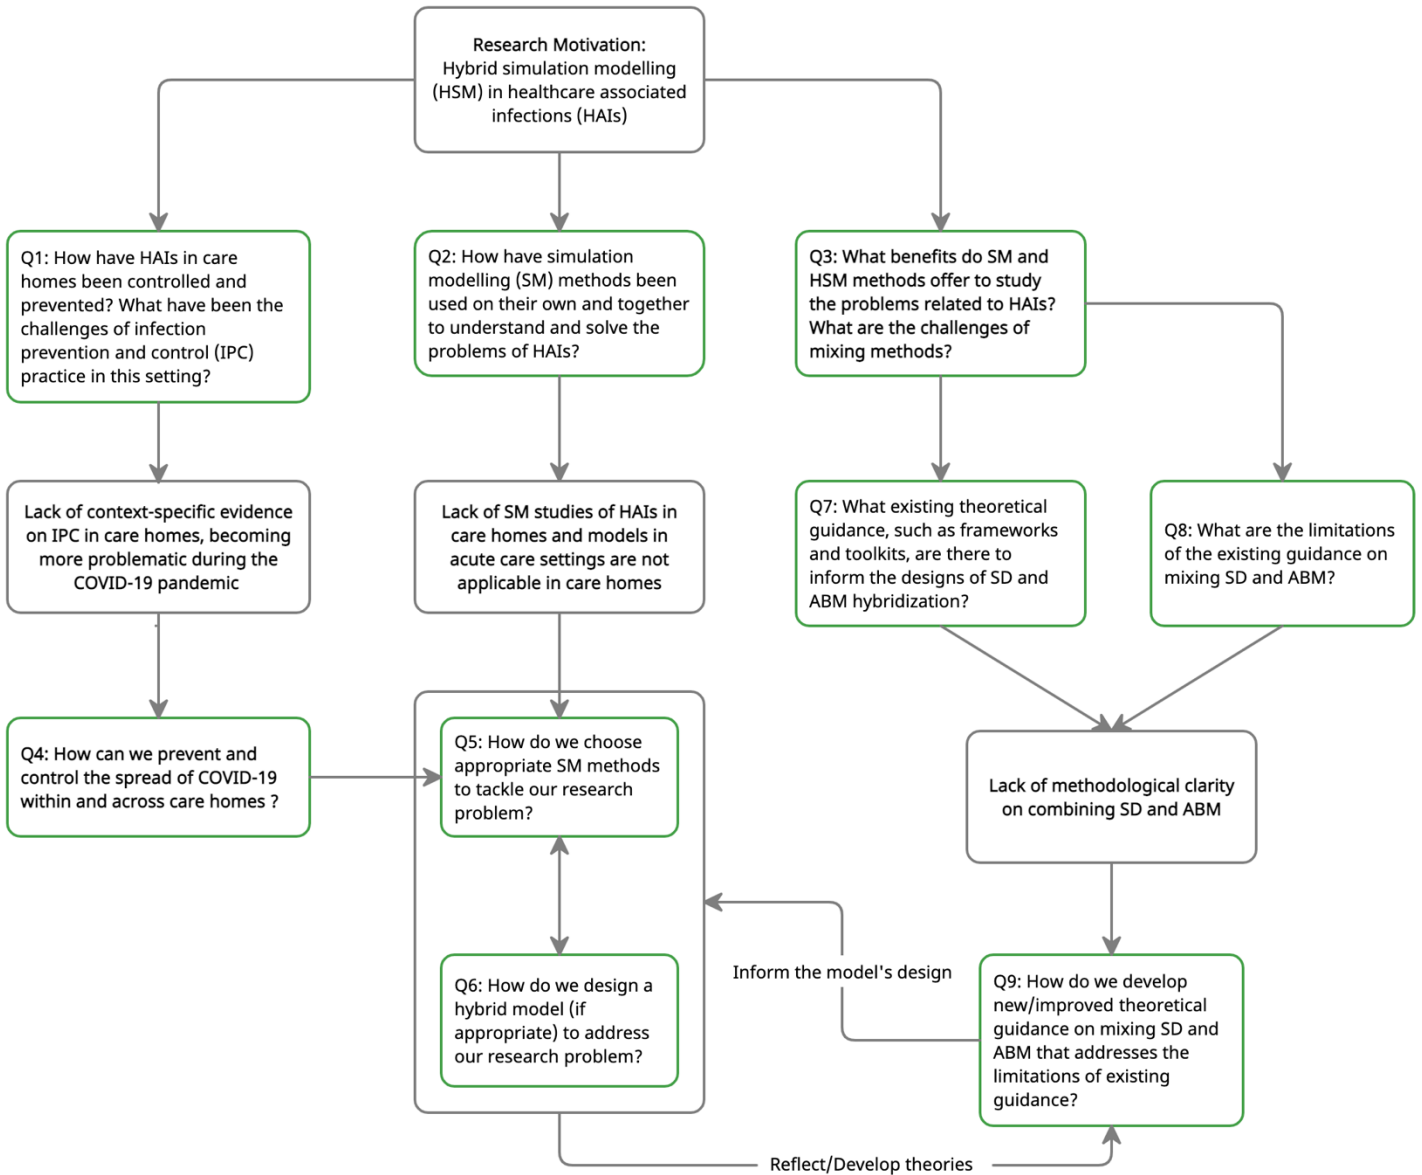 Research Motivation:
Hybrid simulation modelling
(HSM) in healthcare associated
infections (HAIs)
Q1: How have HAIs in care
homes been controlled and
prevented? What have been the
challenges of infection
prevention and control (IPC)
practice in this setting?
Q2: How have simulation
modelling (SM) methods been
used on their own and together
to understand and solve the
problems of HAIs?
Q3: What benefits do SM and
HSM methods offer to study
the problems related to HAIs?
What are the challenges of
mixing methods?
Lack of context-specific evidence
on IPC in care homes, becoming
more problematic during the
COVID-19 pandemic
Lack of SM studies of HAIs in
care homes and models in
acute care settings are not
applicable in care homes
Q7: What existing theoretical
guidance, such as frameworks
and toolkits, are there to
inform the designs of SD and
ABM hybridization?
Q8: What are the limitations
of the existing guidance on
mixing SD and ABM?
Q4: How can we prevent and
control the spread of COVID-19
within and across care homes ?
Q5: How do we choose
appropriate SM methods
to tackle our research
problem?
Lack of methodological clarity
on combining SD and ABM
Q6: How do we design a
hybrid model (if
appropriate) to address
our research problem?
Inform the model's design
Q9: How do we develop
new/improved theoretical
guidance on mixing SD and
ABM that addresses the
limitations of existing
guidance?
Reflect/Develop theories